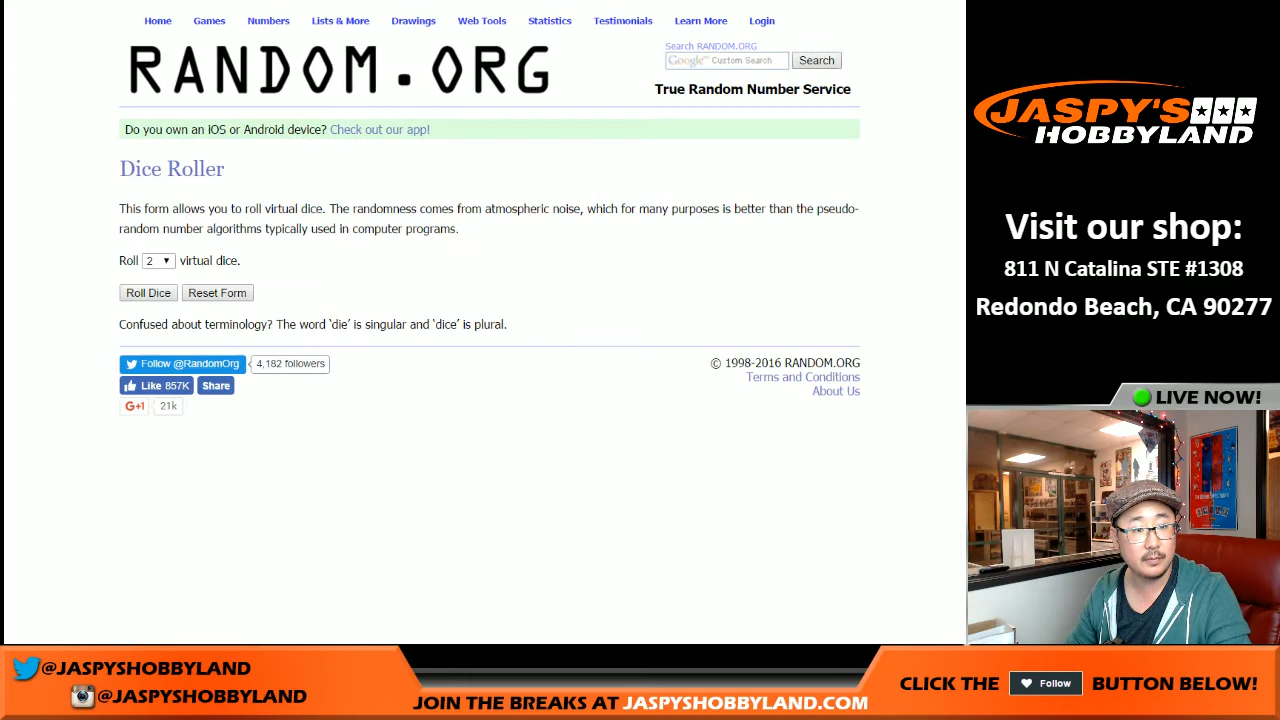 Home Games Numbers Lists & More Drawings Web Tools Statistics Testimonials Learn More Login
RANDOM.ORG
Search RANDOM.ORG
Google™ Custom Search Search
True Random Number Service
Do you own an iOS or Android device? Check out our app!
Dice Roller
This form allows you to roll virtual dice. The randomness comes from atmospheric noise, which for many purposes is better than the pseudo-
random number algorithms typically used in computer programs.
Roll 2 virtual dice.
Roll Dice Reset Form
Confused about terminology? The word ‘die’ is singular and ‘dice’ is plural.
Follow @RandomOrg 4,182 followers
Like 857K Share
G+1 21k
© 1998-2016 RANDOM.ORG
Terms and Conditions
About Us
JASPY'S
HOBBYLAND
Visit our shop:
811 N Catalina STE #1308
Redondo Beach, CA 90277
LIVE NOW!
@JASPYSHOBBYLAND
@JASPYSHOBBYLAND
JOIN THE BREAKS AT JASPYSHOBBYLAND.COM
CLICK THE Follow BUTTON BELOW!